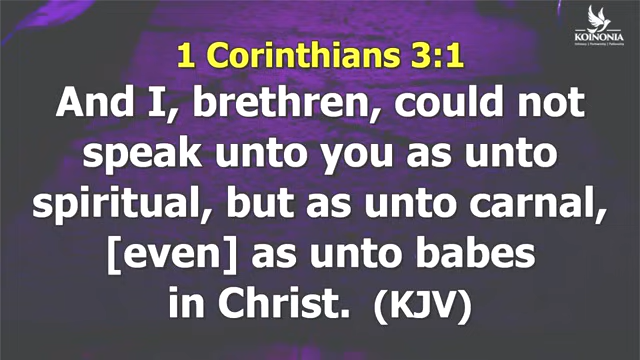 KOINONIA
1 Corinthians 3:1
And I, brethren, could not
speak unto you as unto
spiritual, but as unto carnal,
[even] as unto babes
in Christ. (KJV)